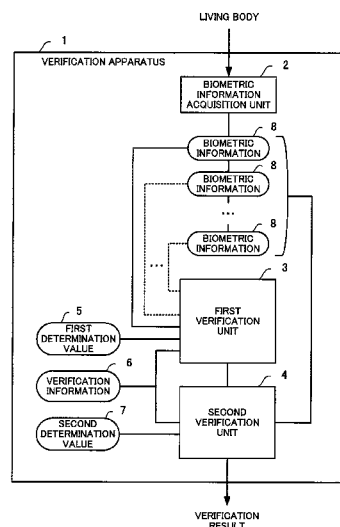 LIVING BODY
1
VERIFICATION APPARATUS
2
BIOMETRIC
INFORMATION
ACQUISITION UNIT
8
BIOMETRIC
INFORMATION
8
BIOMETRIC
INFORMATION
...
8
BIOMETRIC
INFORMATION
...
3
FIRST
VERIFICATION
UNIT
5
FIRST
DETERMINATION
VALUE
6
VERIFICATION
INFORMATION
4
SECOND
VERIFICATION
UNIT
7
SECOND
DETERMINATION
VALUE
VERIFICATION
RESULT